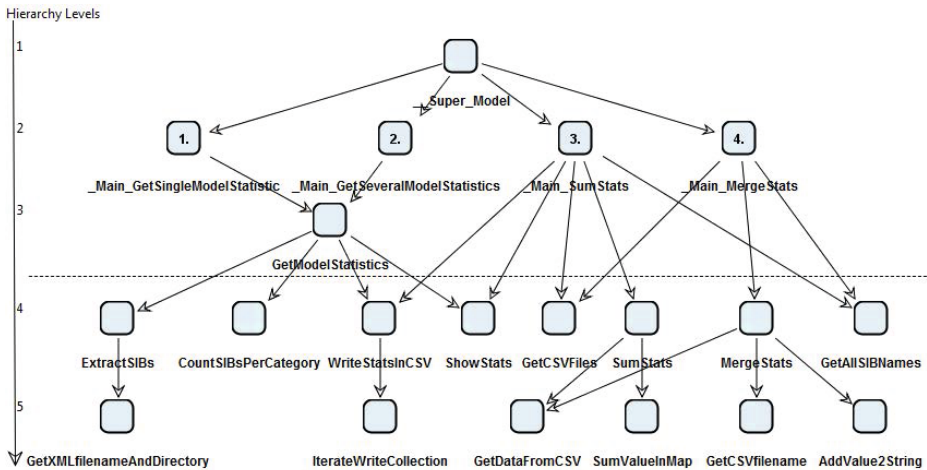 Hierarchy Levels
1
_Super_Model
2
1.
2.
3.
4.
_Main_GetSingleModelStatistic
_Main_GetSeveralModelStatistics
_Main_SumStats
_Main_MergeStats
3
GetModelStatistics
4
ExtractSIBs
CountSIBsPerCategory
WriteStatsInCSV
ShowStats
GetCSVFiles
SumStats
MergeStats
GetAllSIBNames
5
GetXMLfilenameAndDirectory
IterateWriteCollection
GetDataFromCSV
SumValueInMap
GetCSVfilename
AddValue2String